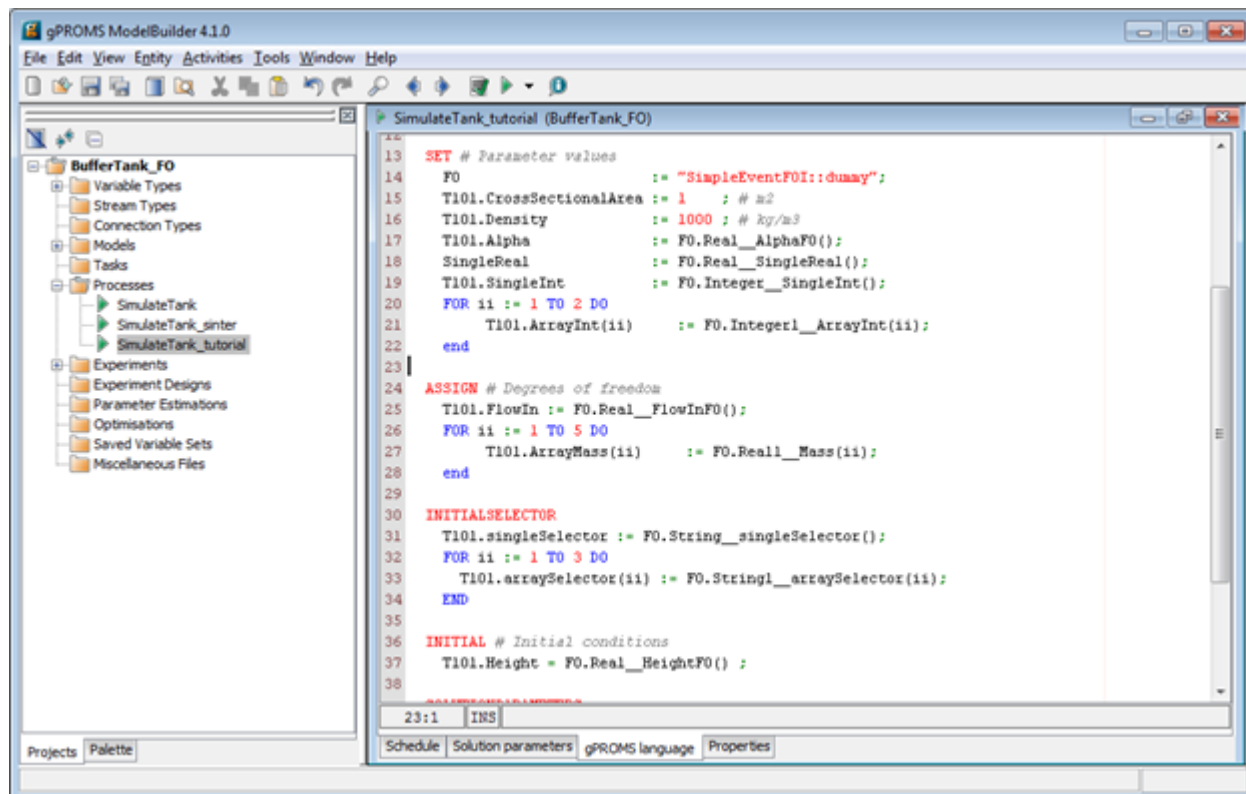 gPROMS ModelBuilder 4.1.0
File Edit View Entity Activities Tools Window Help
BufferTank_FO
Variable Types
Stream Types
Connection Types
Models
Tasks
Processes
SimulateTank
SimulateTank_sinter
SimulateTank_tutorial
Experiments
Experiment Designs
Parameter Estimations
Optimisations
Saved Variable Sets
Miscellaneous Files
Projects Palette
SimulateTank_tutorial (BufferTank_FO)
12
13 SET # Parameter values
14 FO := "SimpleEventFOI::dummy";
15 T101.CrossSectionalArea := 1 ; # m2
16 T101.Density := 1000 ; # kg/m3
17 T101.Alpha := FO.Real__AlphaFO();
18 SingleReal := FO.Real__SingleReal();
19 T101.SingleInt := FO.Integer__SingleInt();
20 FOR ii := 1 TO 2 DO
21 T101.ArrayInt(ii) := FO.Integer1__ArrayInt(ii);
22 end
23
24 ASSIGN # Degrees of freedom
25 T101.FlowIn := FO.Real__FlowInFO();
26 FOR ii := 1 TO 5 DO
27 T101.ArrayMass(ii) := FO.Real1__Mass(ii);
28 end
29
30 INITIALSELECTOR
31 T101.singleSelector := FO.String__singleSelector();
32 FOR ii := 1 TO 3 DO
33 T101.arraySelector(ii) := FO.String1__arraySelector(ii);
34 END
35
36 INITIAL # Initial conditions
37 T101.Height = FO.Real__HeightFO() ;
38
23:1 INS
Schedule Solution parameters gPROMS language Properties